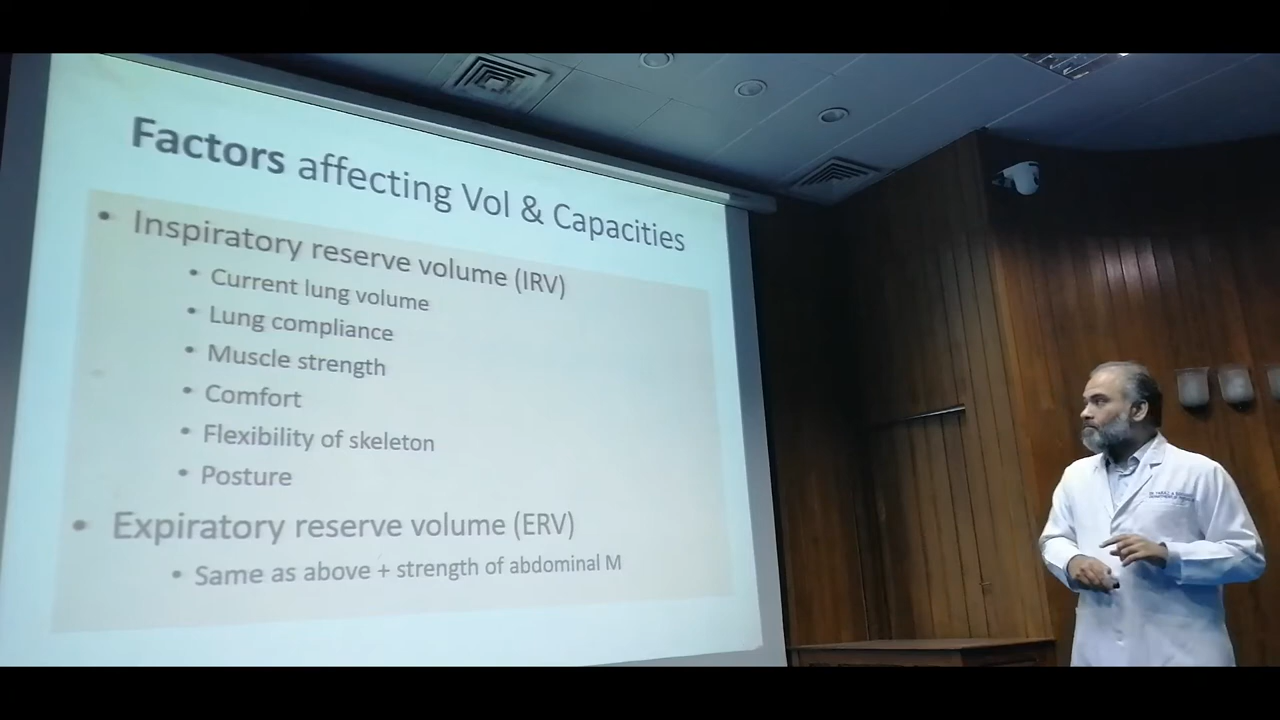 Factors affecting Vol & Capacities
• Inspiratory reserve volume (IRV)
• Current lung volume
• Lung compliance
• Muscle strength
• Comfort
• Flexibility of skeleton
• Posture
• Expiratory reserve volume (ERV)
• Same as above + strength of abdominal M